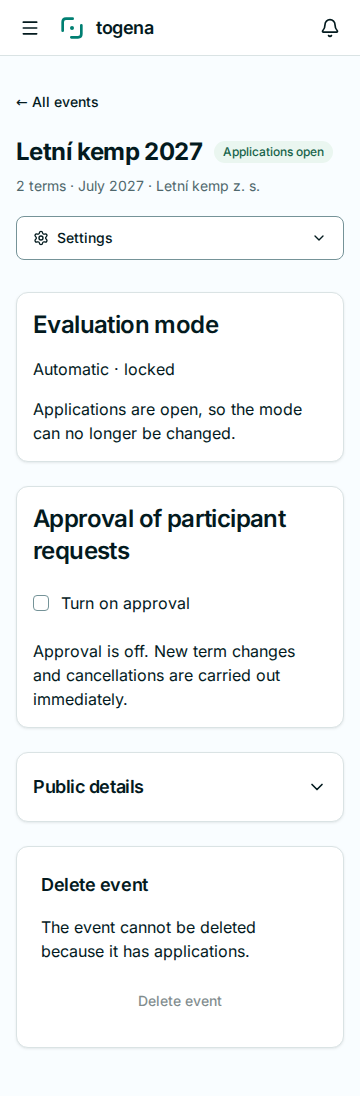 togena
← All events
Letní kemp 2027 Applications open
2 terms · July 2027 · Letní kemp z. s.
Settings
Evaluation mode
Automatic · locked
Applications are open, so the mode
can no longer be changed.
Approval of participant
requests
Turn on approval
Approval is off. New term changes
and cancellations are carried out
immediately.
Public details
Delete event
The event cannot be deleted
because it has applications.
Delete event